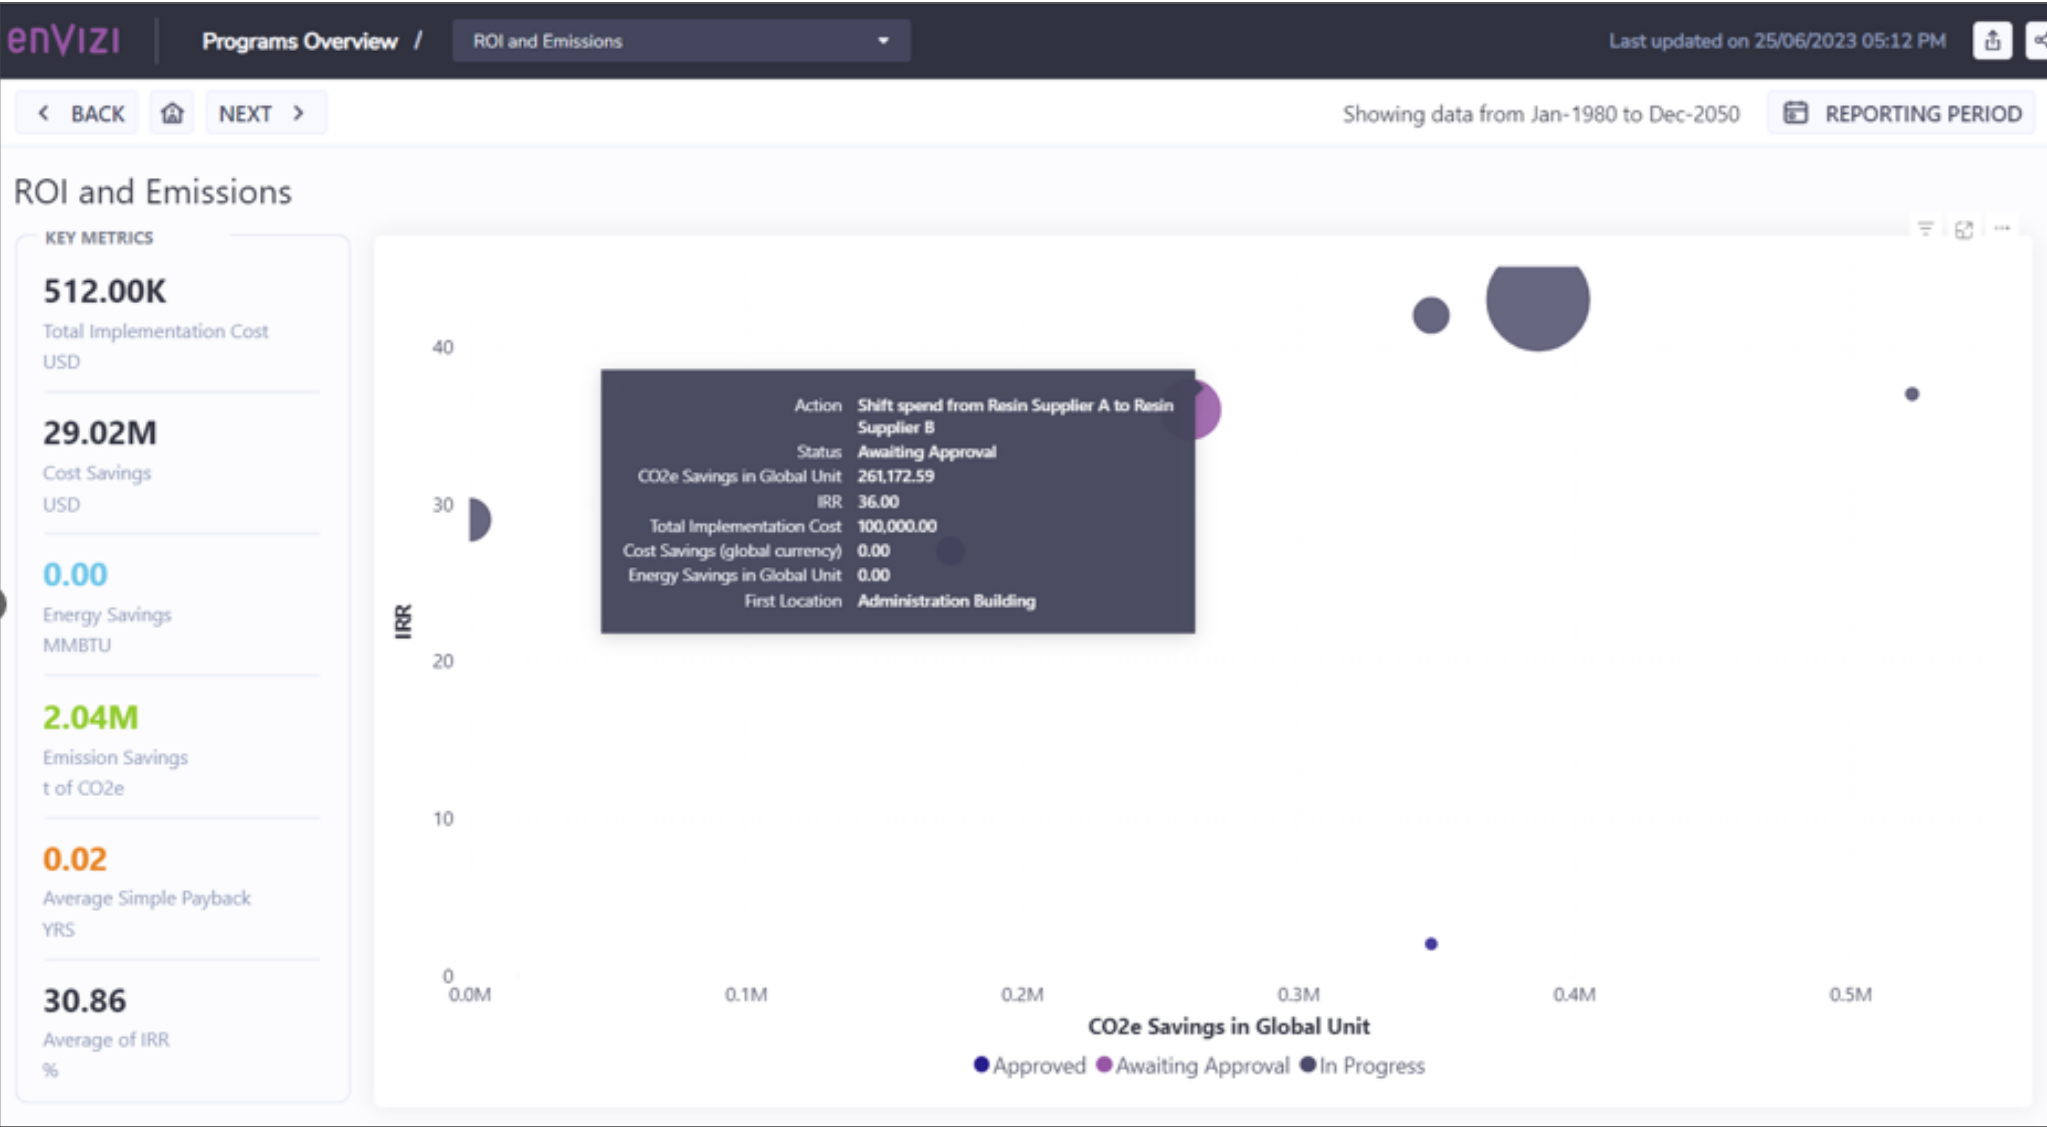 enVIZI
Programs Overview /
ROI and Emissions
Last updated on 25/06/2023 05:12 PM
BACK
NEXT
Showing data from Jan-1980 to Dec-2050
REPORTING PERIOD
ROI and Emissions
KEY METRICS
512.00K
Total Implementation Cost
USD
29.02M
Cost Savings
USD
0.00
Energy Savings
MMBTU
2.04M
Emission Savings
t of CO2e
0.02
Average Simple Payback
YRS
30.86
Average of IRR
%
IRR
40
30
20
10
0
Action Shift spend from Resin Supplier A to Resin
Supplier B
Status Awaiting Approval
CO2e Savings in Global Unit 261,172.59
IRR 36.00
Total Implementation Cost 100,000.00
Cost Savings (global currency) 0.00
Energy Savings in Global Unit 0.00
First Location Administration Building
0.0M 0.1M 0.2M 0.3M 0.4M 0.5M
CO2e Savings in Global Unit
Approved Awaiting Approval In Progress